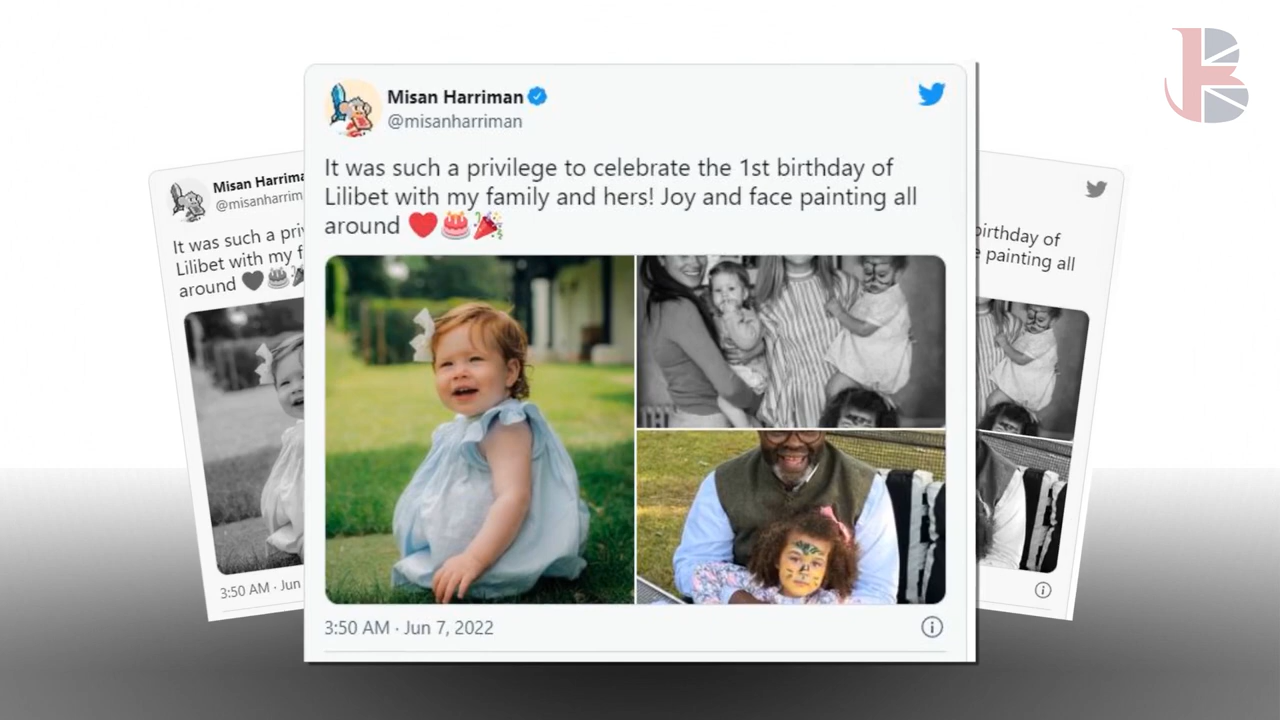 Misan Harriman
@misanharriman
It was such a privilege to celebrate the 1st birthday of
Lilibet with my family and hers! Joy and face painting all
around
3:50 AM · Jun 7, 2022
Misan Harrima
@misanharrim
It was such a pri
Lilibet with my f
around
3:50 AM · Jun
birthday of
painting all